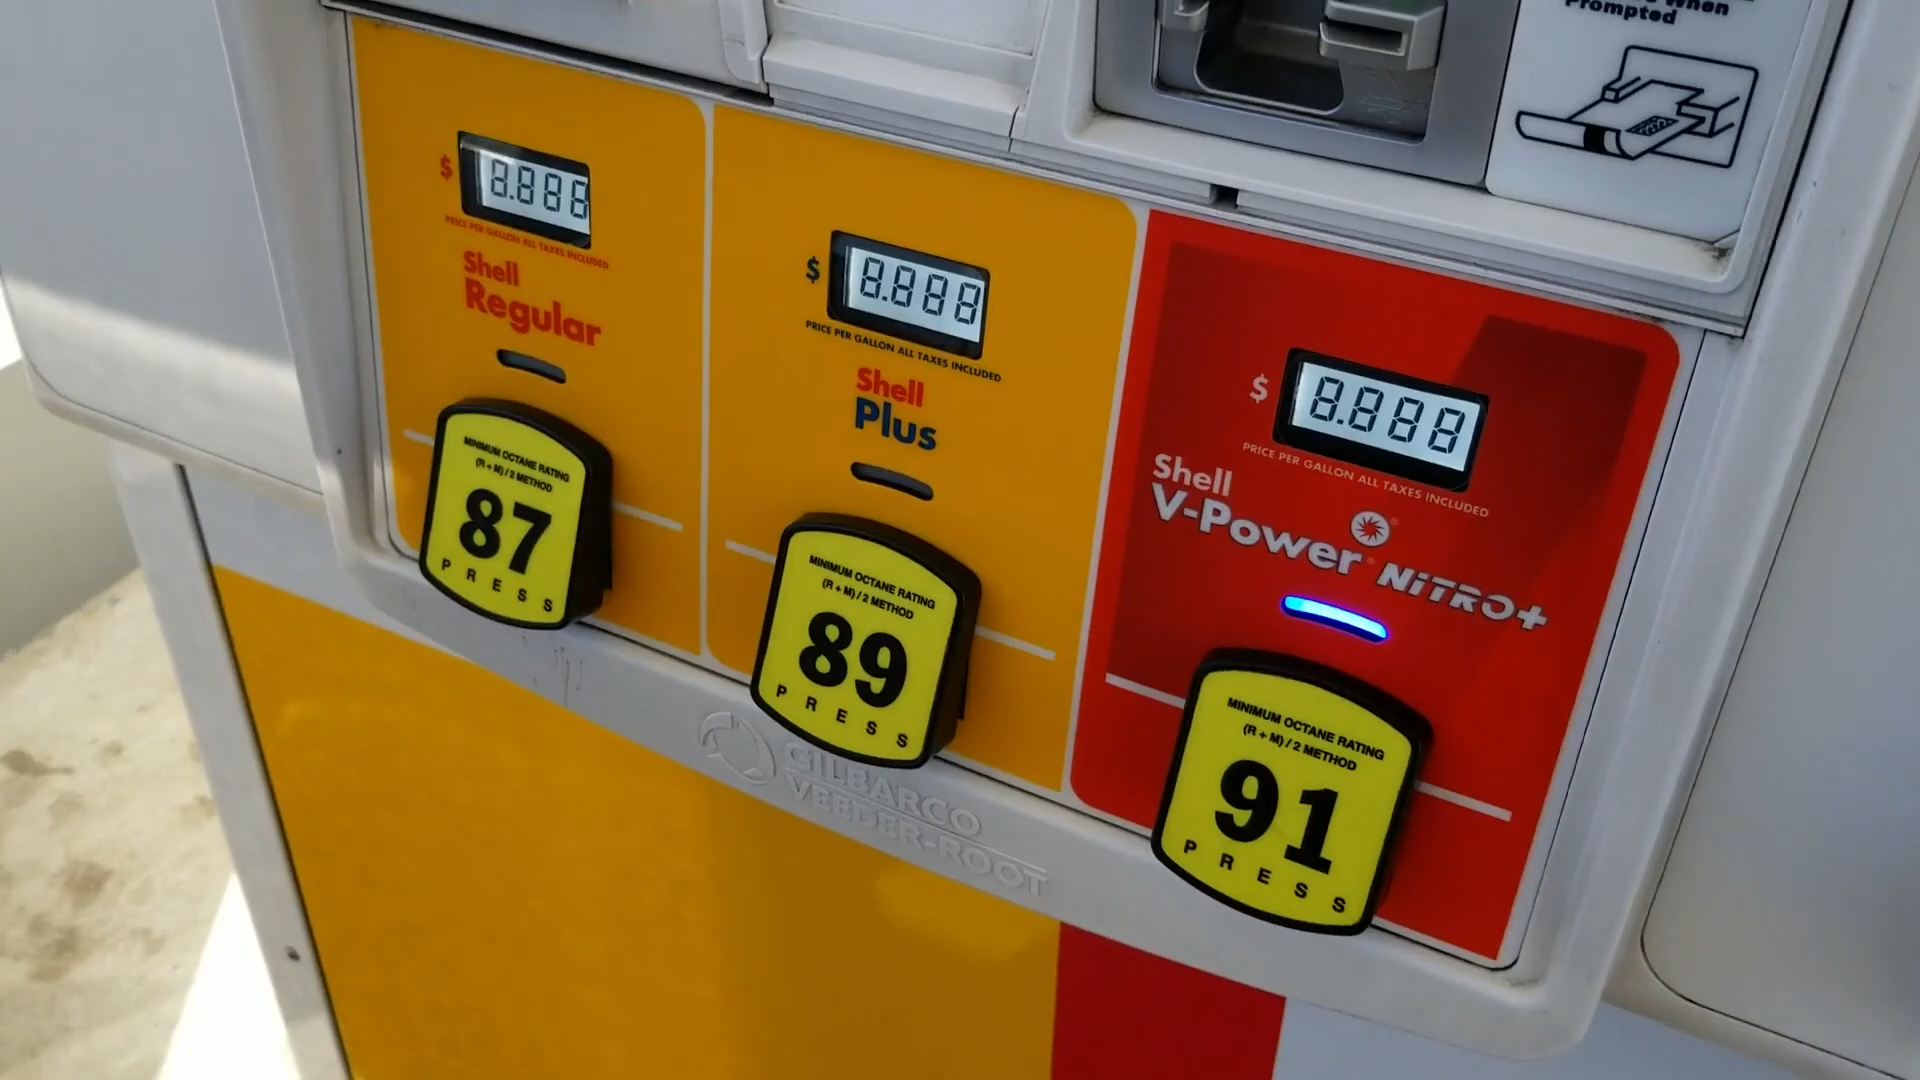 When
Prompted
$ 8.888
PRICE PER GALLON ALL TAXES INCLUDED
Shell
Regular
MINIMUM OCTANE RATING
(R + M) / 2 METHOD
87
PRESS
$ 8.888
PRICE PER GALLON ALL TAXES INCLUDED
Shell
Plus
MINIMUM OCTANE RATING
(R + M) / 2 METHOD
89
PRESS
$ 8.888
PRICE PER GALLON ALL TAXES INCLUDED
Shell
V-Power NiTRO+
MINIMUM OCTANE RATING
(R + M) / 2 METHOD
91
PRESS
GILBARCO
VEEDER-ROOT